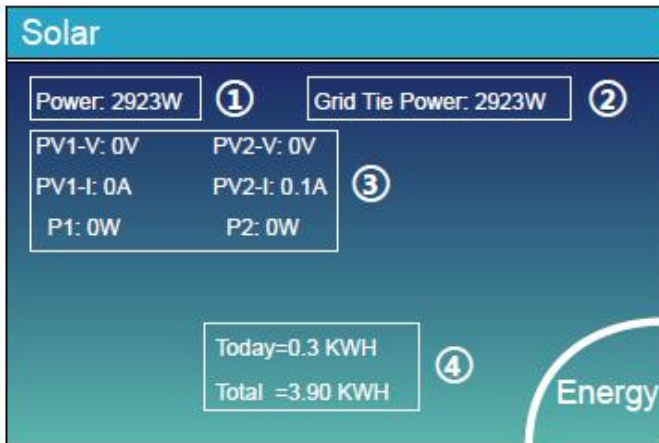 Solar
Power: 2923W ① Grid Tie Power: 2923W ②
PV1-V: 0V PV2-V: 0V
PV1-I: 0A PV2-I: 0.1A ③
P1: 0W P2: 0W
Today=0.3 KWH
④
Total =3.90 KWH
Energy